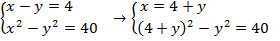 {x − y = 4 → {x = 4 + y
{x² − y² = 40 {(4 + y)² − y² = 40